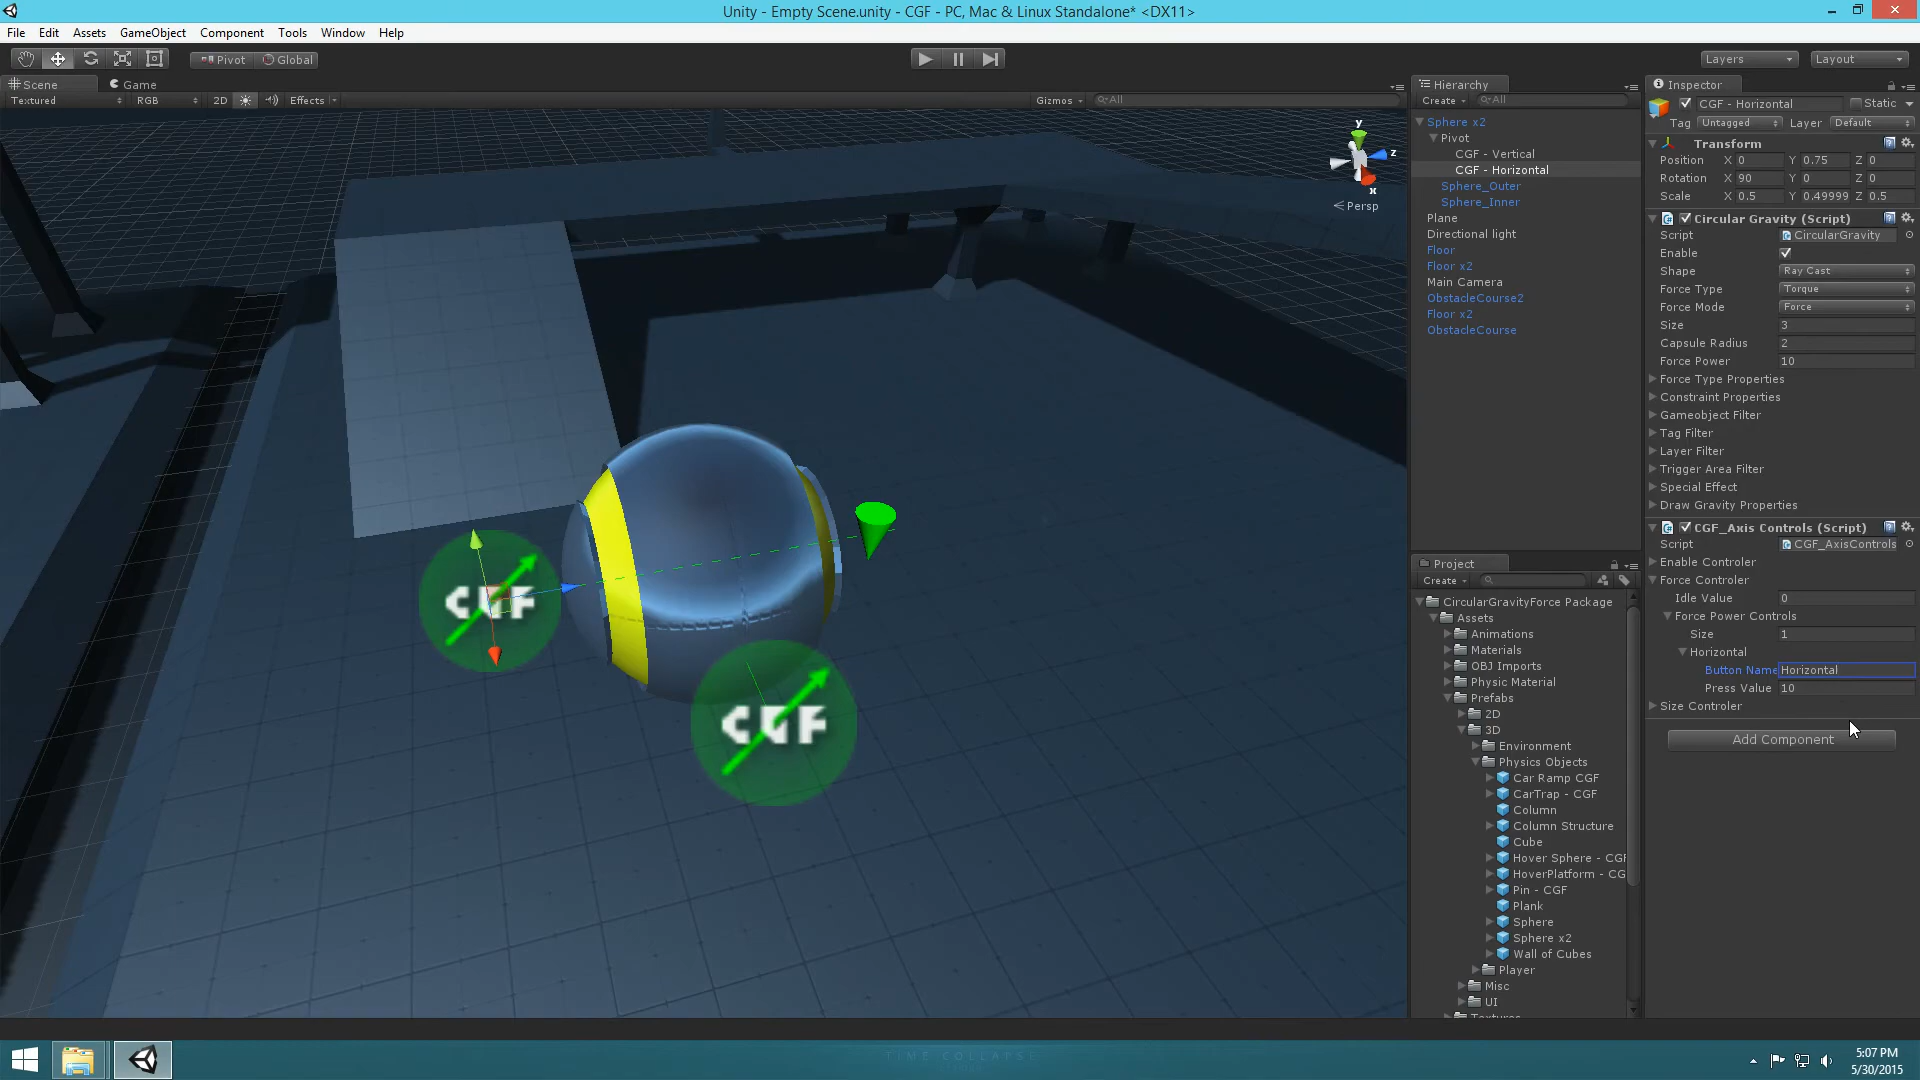 Unity - Empty Scene.unity - CGF - PC, Mac & Linux Standalone* <DX11>
File Edit Assets GameObject Component Tools Window Help
Pivot Global
Layers Layout
Scene Game
Textured RGB 2D Effects Gizmos All
y
z
x
Persp
CGF
CGF
Hierarchy
Create All
Sphere x2
Pivot
CGF - Vertical
CGF - Horizontal
Sphere_Outer
Sphere_Inner
Plane
Directional light
Floor
Floor x2
Main Camera
ObstacleCourse2
Floor x2
ObstacleCourse
Project
Create
CircularGravityForce Package
Assets
Animations
Materials
OBJ Imports
Physic Material
Prefabs
2D
3D
Environment
Physics Objects
Car Ramp CGF
CarTrap - CGF
Column
Column Structure
Cube
Hover Sphere - CGF
HoverPlatform - CG
Pin - CGF
Plank
Sphere
Sphere x2
Wall of Cubes
Player
Misc
UI
Textures
Inspector
CGF - Horizontal Static
Tag Untagged Layer Default
Transform
Position X 0 Y 0.75 Z 0
Rotation X 90 Y 0 Z 0
Scale X 0.5 Y 0.49999 Z 0.5
Circular Gravity (Script)
Script CircularGravity
Enable
Shape Ray Cast
Force Type Torque
Force Mode Force
Size 3
Capsule Radius 2
Force Power 10
Force Type Properties
Constraint Properties
Gameobject Filter
Tag Filter
Layer Filter
Trigger Area Filter
Special Effect
Draw Gravity Properties
CGF_Axis Controls (Script)
Script CGF_AxisControls
Enable Controler
Force Controler
Idle Value 0
Force Power Controls
Size 1
Horizontal
Button Name Horizontal
Press Value 10
Size Controler
Add Component
TIME COLLAPSE
5:07 PM
5/30/2015